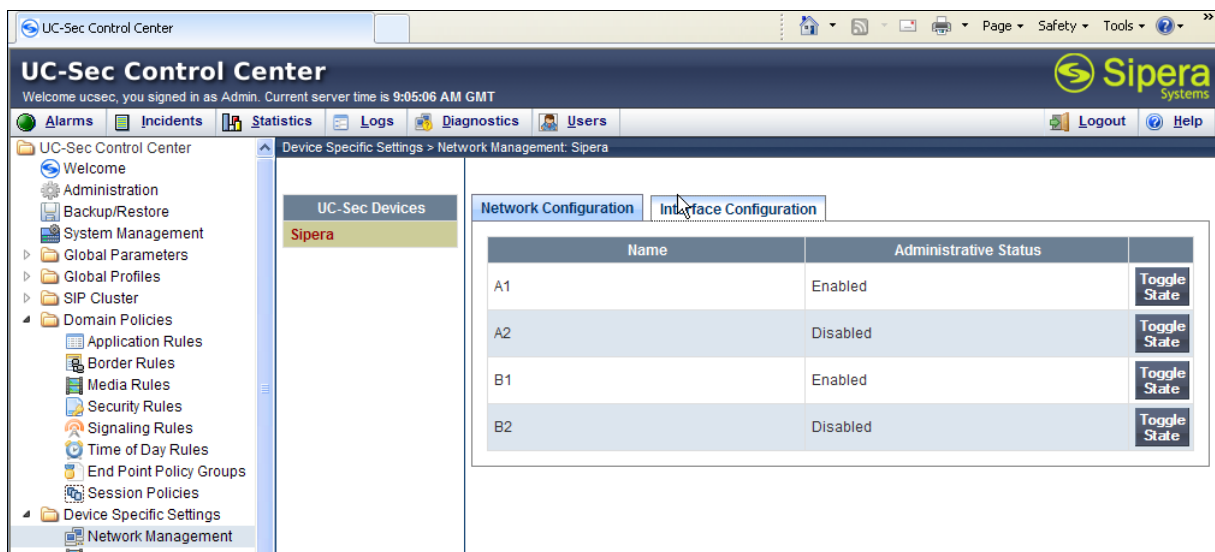 UC-Sec Control Center
Page Safety Tools »
UC-Sec Control Center
Welcome ucsec, you signed in as Admin. Current server time is 9:05:06 AM GMT
Sipera
Systems
Alarms Incidents Statistics Logs Diagnostics Users Logout Help
UC-Sec Control Center
Welcome
Administration
Backup/Restore
System Management
Global Parameters
Global Profiles
SIP Cluster
Domain Policies
Application Rules
Border Rules
Media Rules
Security Rules
Signaling Rules
Time of Day Rules
End Point Policy Groups
Session Policies
Device Specific Settings
Network Management
Device Specific Settings > Network Management: Sipera
UC-Sec Devices
Sipera
Network Configuration Interface Configuration
Name Administrative Status
A1 Enabled Toggle State
A2 Disabled Toggle State
B1 Enabled Toggle State
B2 Disabled Toggle State